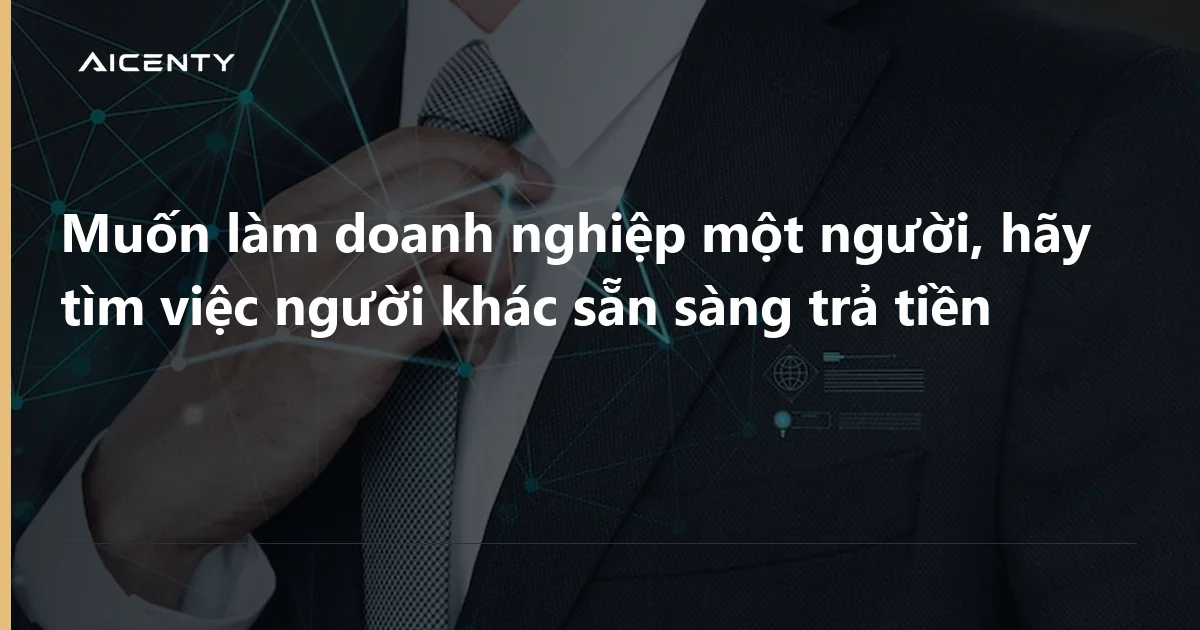 AICENTY
Muốn làm doanh nghiệp một người, hãy
tìm việc người khác sẵn sàng trả tiền